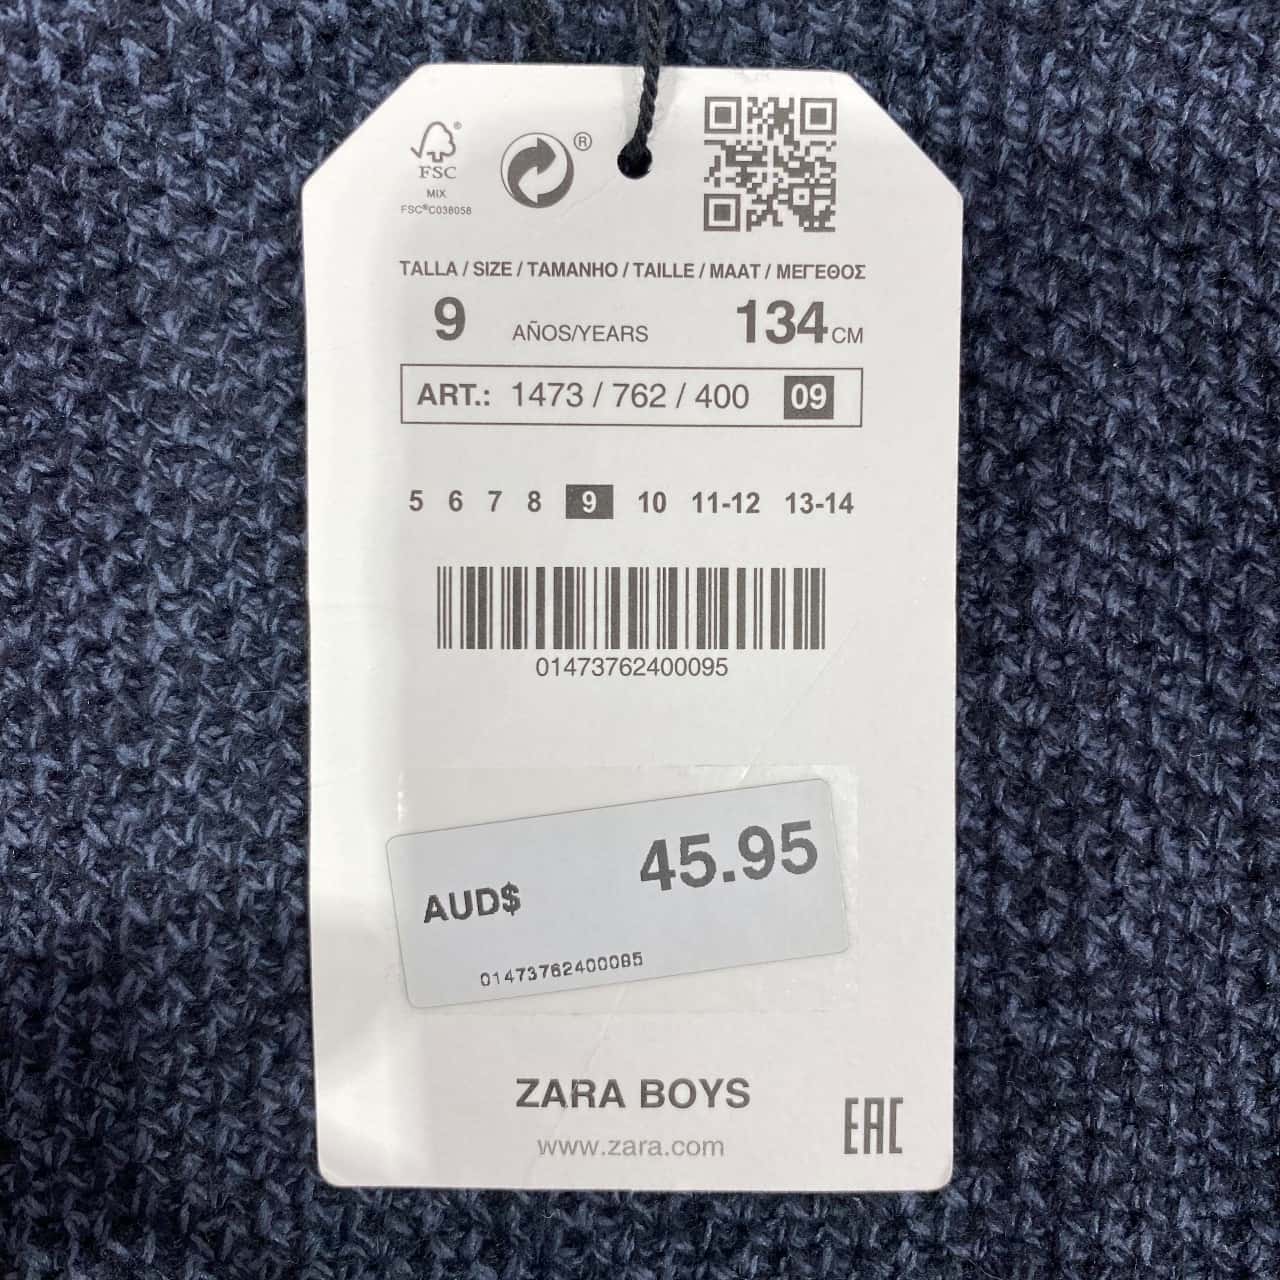 FSC®
MIX
FSC®C038058
®
TALLA / SIZE / TAMANHO / TAILLE / MAAT / ΜΕΓΕΘΟΣ
9 AÑOS/YEARS 134 CM
ART.: 1473 / 762 / 400 09
5 6 7 8 9 10 11-12 13-14
01473762400095
AUD$ 45.95
01473762400095
ZARA BOYS
www.zara.com
EAC